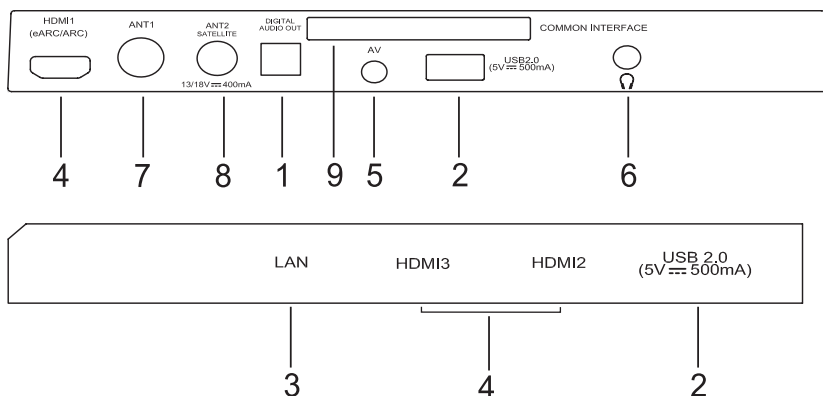 HDMI1
(eARC/ARC)
ANT1
ANT2
SATELLITE
13/18V⎓400mA
DIGITAL
AUDIO OUT
AV
USB2.0
(5V⎓500mA)
COMMON INTERFACE
4
7
8
1
9
5
2
6
LAN
HDMI3
HDMI2
USB 2.0
(5V⎓500mA)
3
4
2